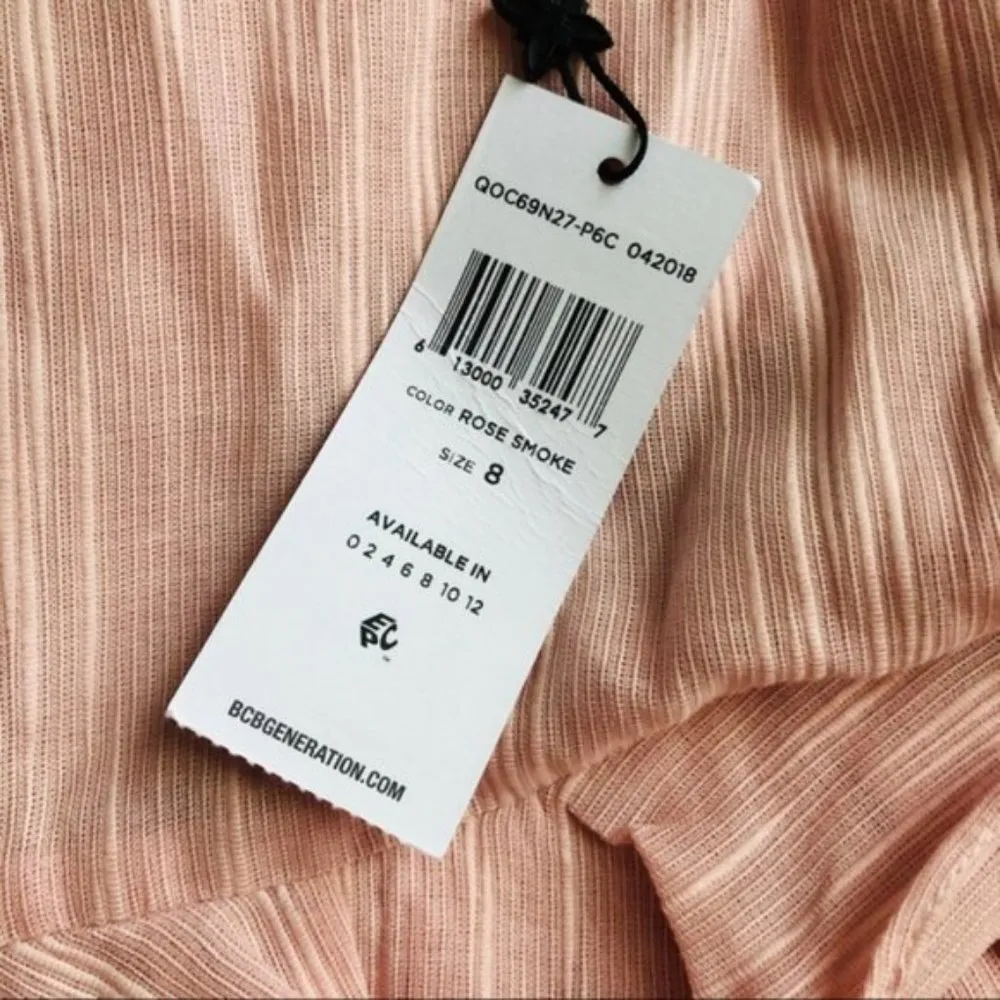 QOC69N27-P6C 042018
6 13000 35247 7
COLOR ROSE SMOKE
SIZE 8
AVAILABLE IN
0 2 4 6 8 10 12
EPC
™
BCBGENERATION.COM